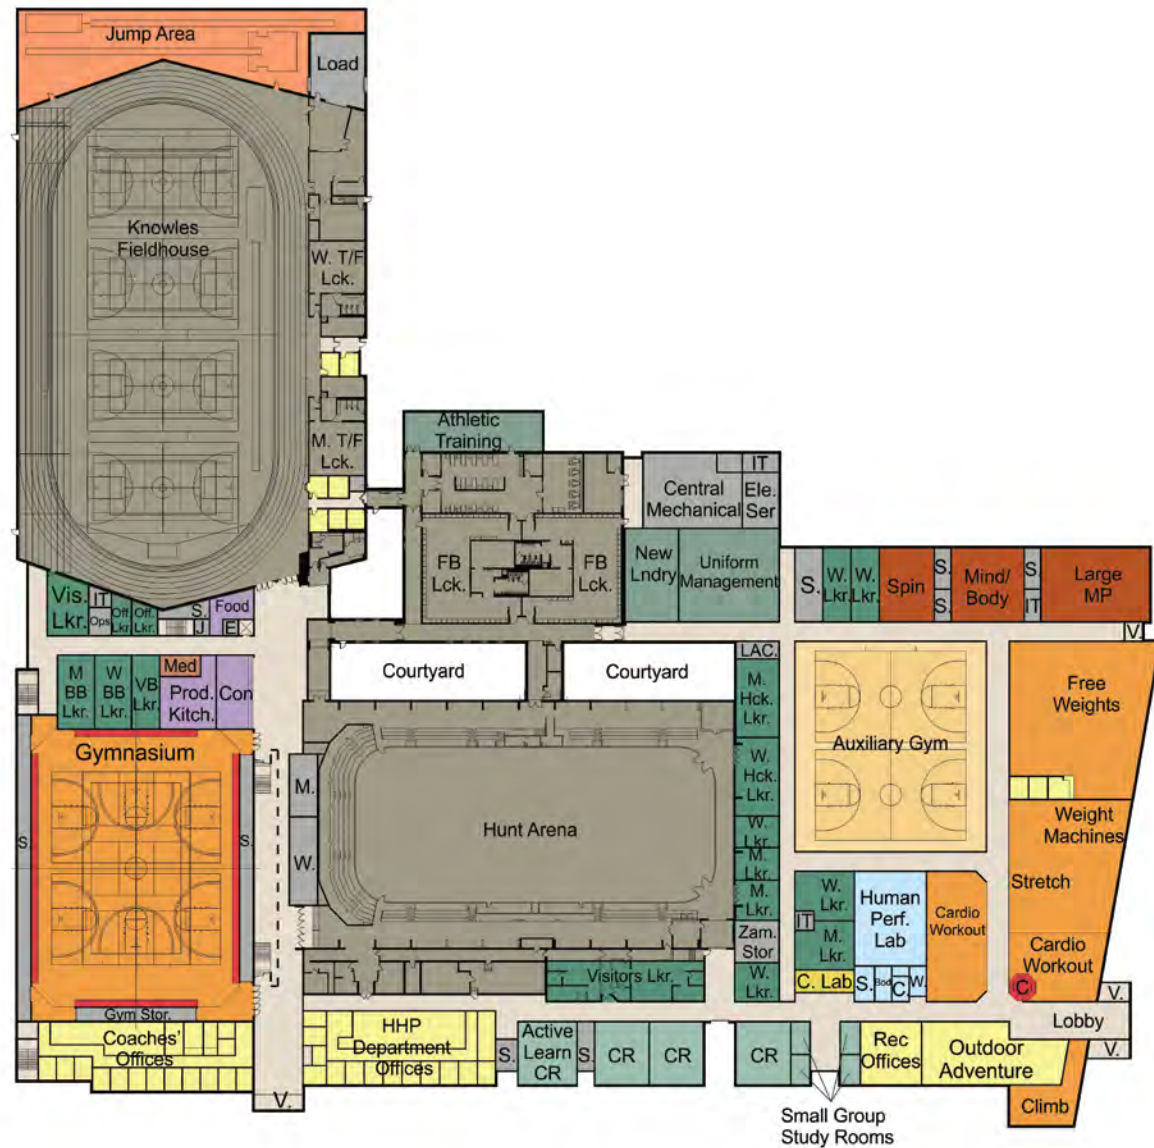 Jump Area
Load
Knowles
Fieldhouse
W. T/F
Lck.
M. T/F
Lck.
Athletic
Training
IT
Central
Mechanical
Ele.
Ser
FB
Lck.
FB
Lck.
New
Lndry
Uniform
Management
S.
W.
Lkr.
W.
Lkr.
Spin
S.
S.
Mind/
Body
S.
IT
Large
MP
V.
Vis.
Lkr.
IT
Ops
Off.
Lkr
Off.
Lkr
S.
J
Food
E
M
BB
Lkr.
W
BB
Lkr.
VB
Lkr.
Med
Prod.
Kitch.
Con
Courtyard
Courtyard
LAC.
M.
Hck.
Lkr.
W.
Hck.
Lkr.
W.
Lkr.
M.
Lkr.
M.
Lkr.
Zam.
Stor
W.
Lkr.
Gymnasium
S.
S.
Gym Stor.
M.
W.
Hunt Arena
Auxiliary Gym
Free
Weights
Weight
Machines
Stretch
Cardio
Workout
C
W.
Lkr.
IT
M.
Lkr.
Human
Perf.
Lab
Cardio
Workout
C. Lab
S.
Bod
C.
W.
Visitors Lkr.
V.
Lobby
V.
Coaches'
Offices
V.
HHP
Department
Offices
S.
Active
Learn
CR
S.
CR
CR
CR
Rec
Offices
Outdoor
Adventure
Climb
Small Group
Study Rooms